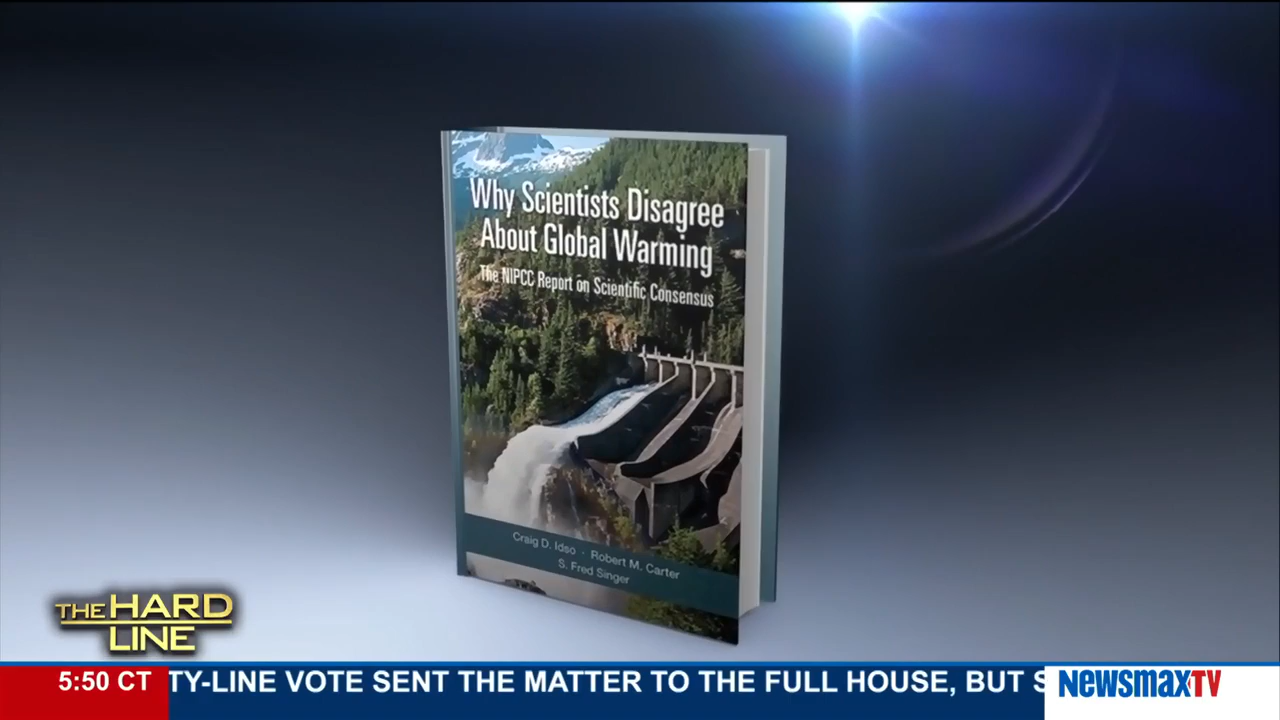 Why Scientists Disagree
About Global Warming
The NIPCC Report on Scientific Consensus
Craig D. Idso · Robert M. Carter
S. Fred Singer
THE HARD
LINE
5:50 CT TY-LINE VOTE SENT THE MATTER TO THE FULL HOUSE, BUT S NEWSMAXTV